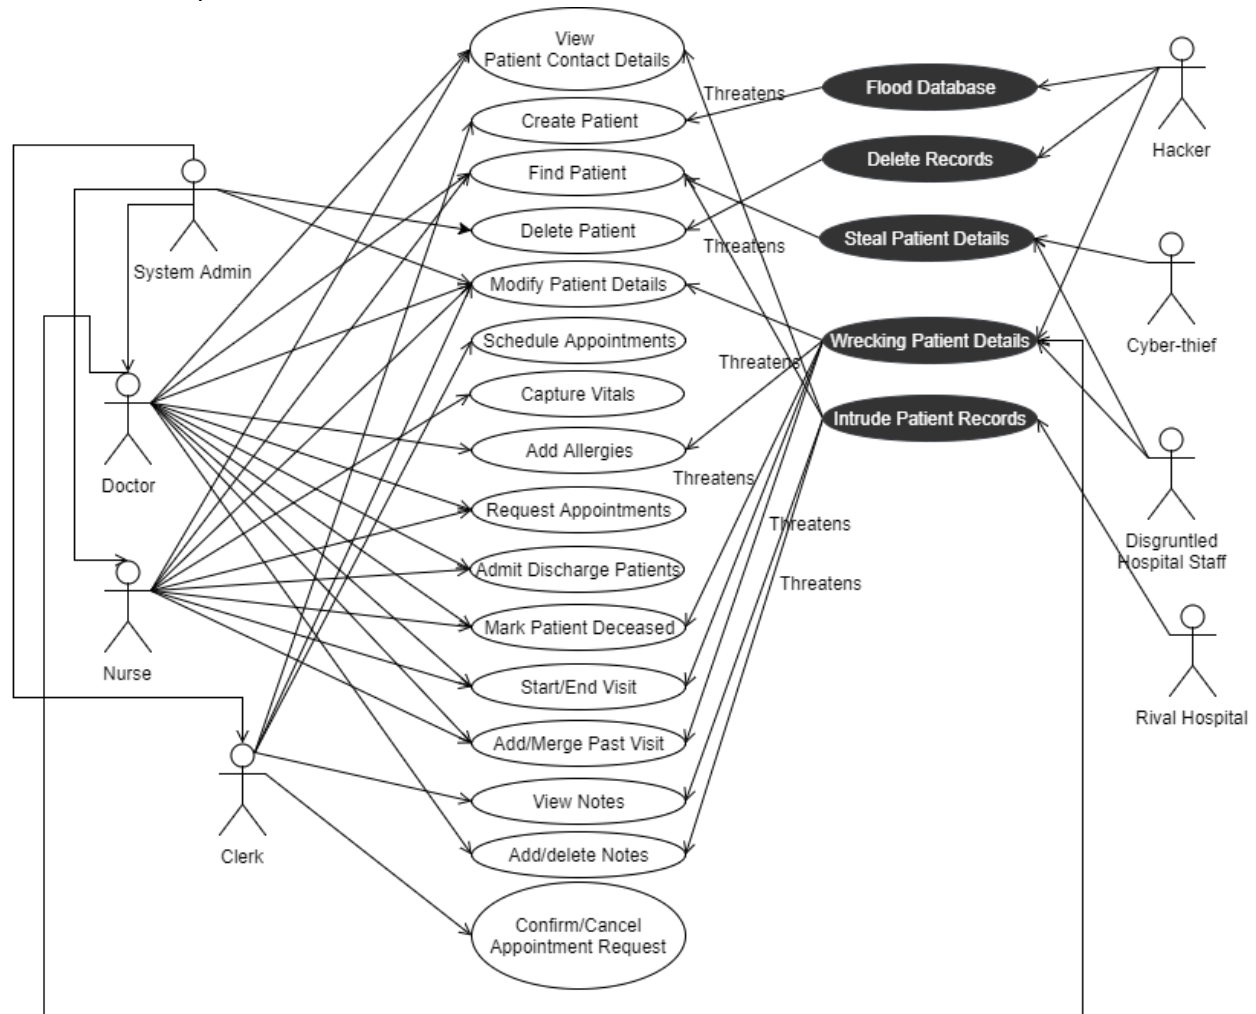 View
Patient Contact Details
Threatens
Flood Database
Create Patient
Hacker
Delete Records
Find Patient
Delete Patient
Steal Patient Details
Threatens
System Admin
Modify Patient Details
Schedule Appointments
Wrecking Patient Details
Cyber-thief
Threatens
Capture Vitals
Intrude Patient Records
Add Allergies
Threatens
Doctor
Request Appointments
Threatens
Disgruntled
Hospital Staff
Admit Discharge Patients
Threatens
Mark Patient Deceased
Nurse
Start/End Visit
Rival Hospital
Add/Merge Past Visit
View Notes
Clerk
Add/delete Notes
Confirm/Cancel
Appointment Request